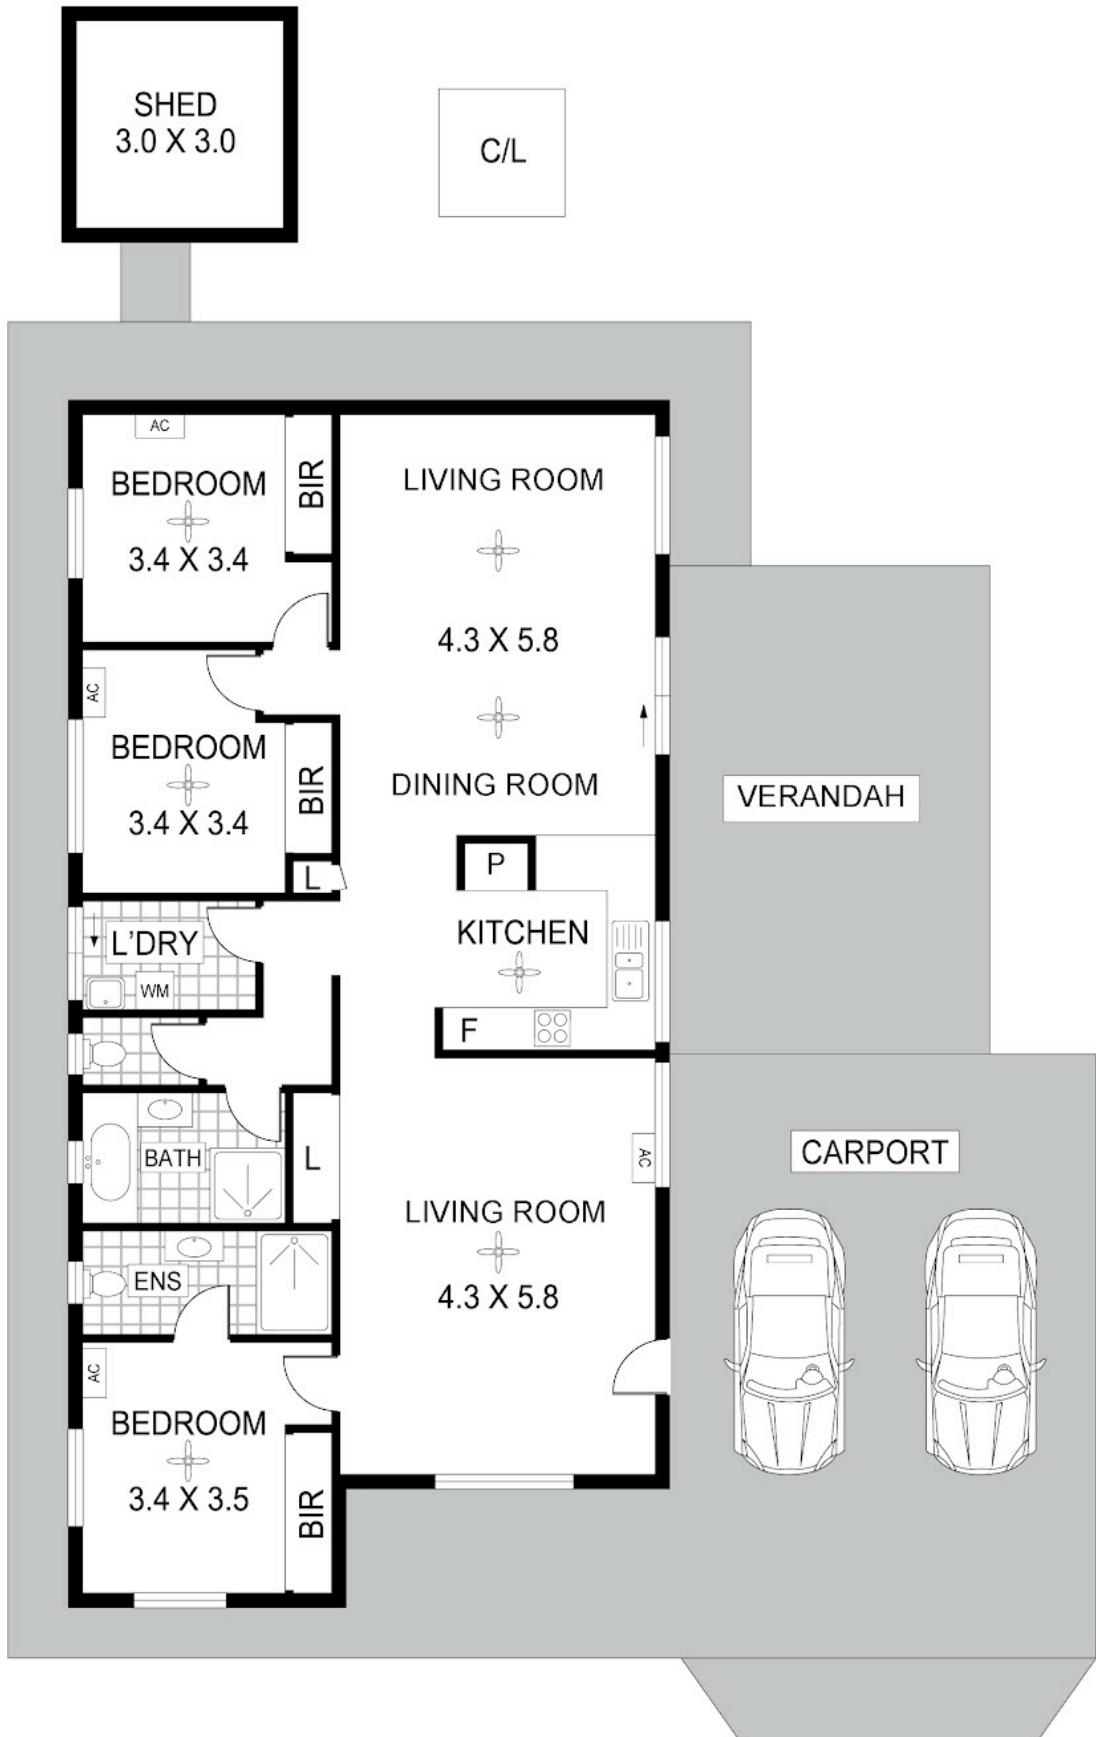 SHED
3.0 X 3.0
C/L
AC
BEDROOM
3.4 X 3.4
BIR
LIVING ROOM
4.3 X 5.8
DINING ROOM
AC
BEDROOM
3.4 X 3.4
BIR
L
VERANDAH
P
KITCHEN
F
L'DRY
WM
BATH
L
AC
CARPORT
LIVING ROOM
4.3 X 5.8
ENS
AC
BEDROOM
3.4 X 3.5
BIR